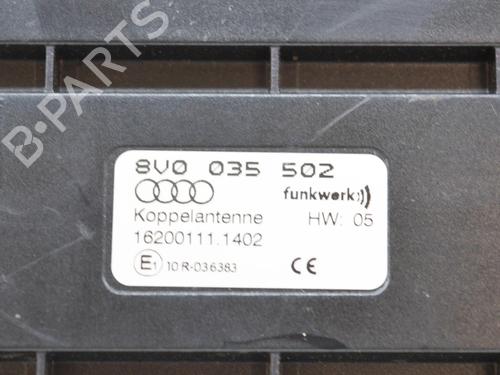 B-PARTS
8V0 035 502
funkwerk)))
Koppelantenne HW: 05
16200111.1402
E1 10 R-036383 CE